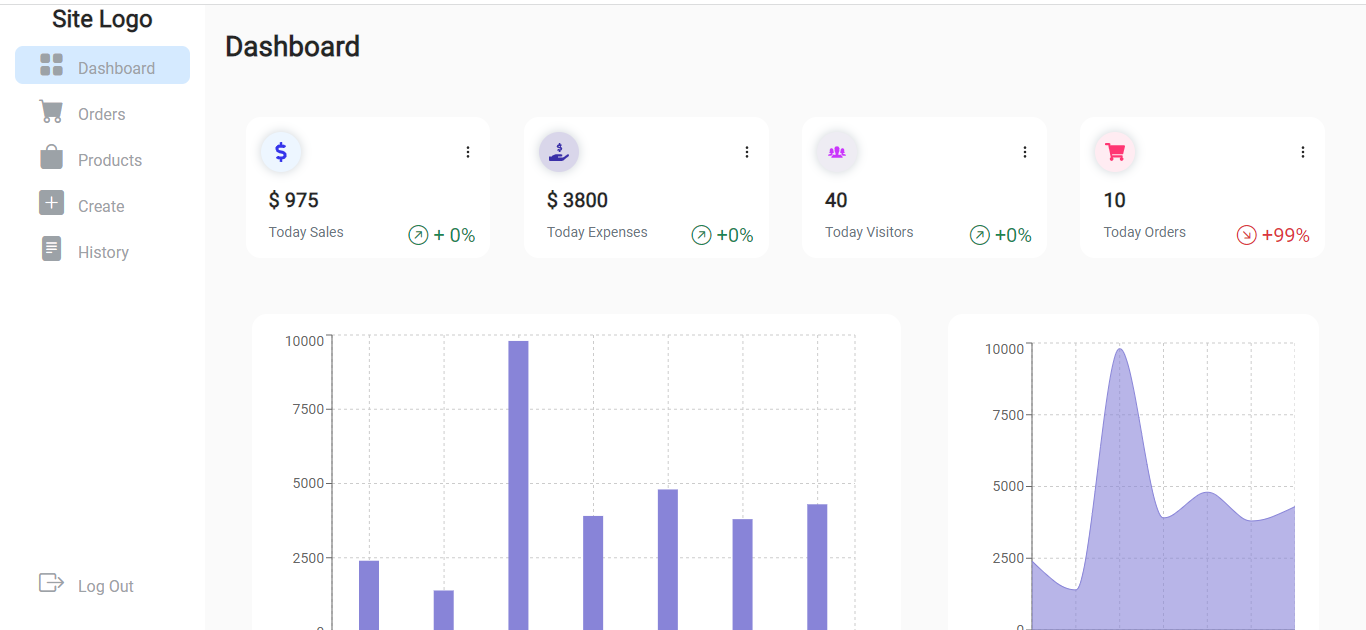 Site Logo
Dashboard
Orders
Products
Create
History
Log Out
Dashboard
$ 975
Today Sales
+ 0%
$ 3800
Today Expenses
+0%
40
Today Visitors
+0%
10
Today Orders
+99%
10000
7500
5000
2500
0
10000
7500
5000
2500
0